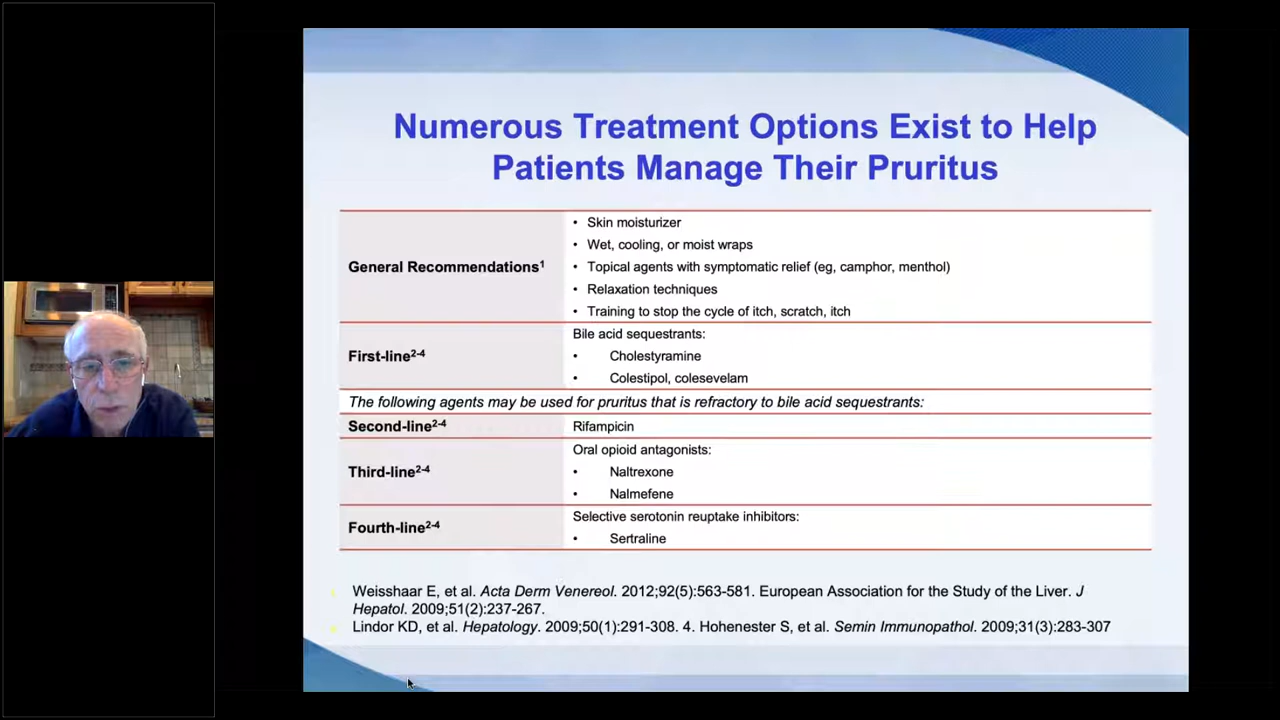 Numerous Treatment Options Exist to Help
Patients Manage Their Pruritus
General Recommendations1
• Skin moisturizer
• Wet, cooling, or moist wraps
• Topical agents with symptomatic relief (eg, camphor, menthol)
• Relaxation techniques
• Training to stop the cycle of itch, scratch, itch
First-line2-4
Bile acid sequestrants:
• Cholestyramine
• Colestipol, colesevelam
The following agents may be used for pruritus that is refractory to bile acid sequestrants:
Second-line2-4
Rifampicin
Third-line2-4
Oral opioid antagonists:
• Naltrexone
• Nalmefene
Fourth-line2-4
Selective serotonin reuptake inhibitors:
• Sertraline
Weisshaar E, et al. Acta Derm Venereol. 2012;92(5):563-581. European Association for the Study of the Liver. J
Hepatol. 2009;51(2):237-267.
Lindor KD, et al. Hepatology. 2009;50(1):291-308. 4. Hohenester S, et al. Semin Immunopathol. 2009;31(3):283-307